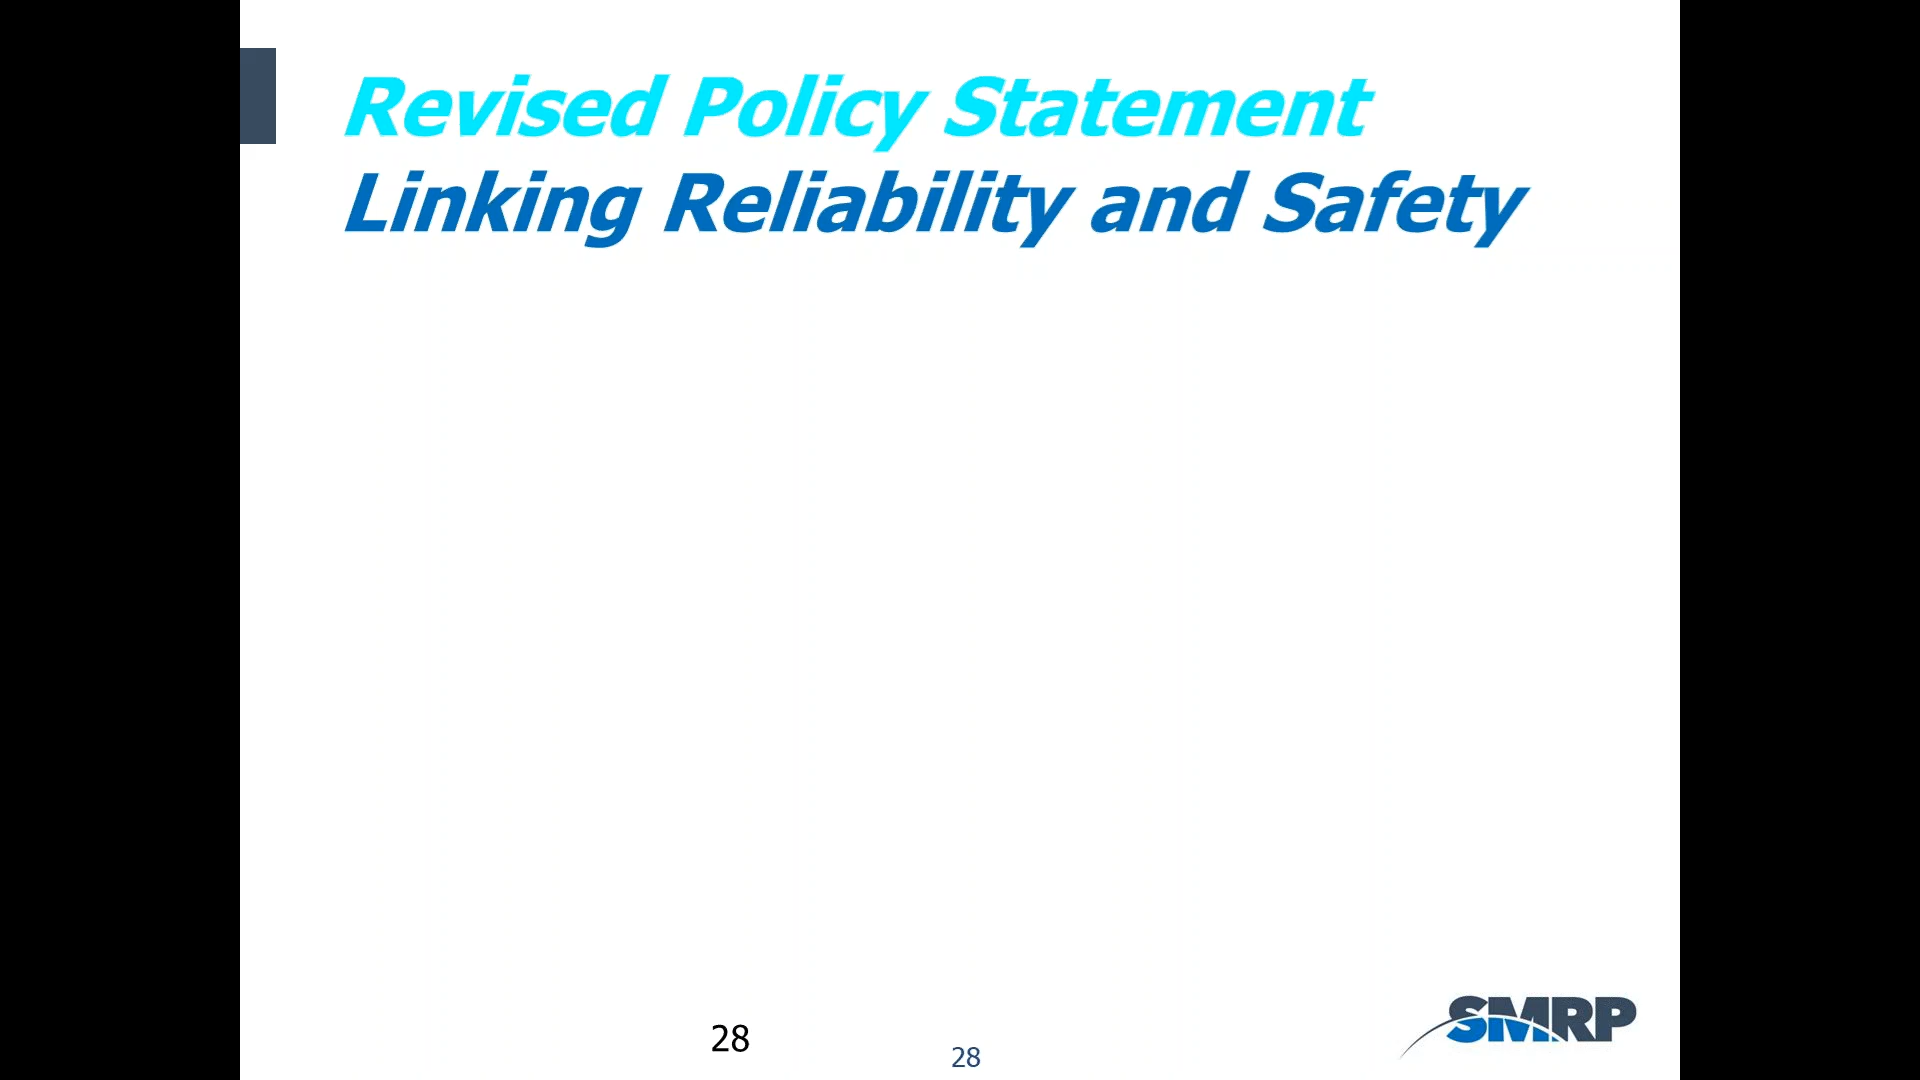 Revised Policy Statement
Linking Reliability and Safety
28
28
SMRP